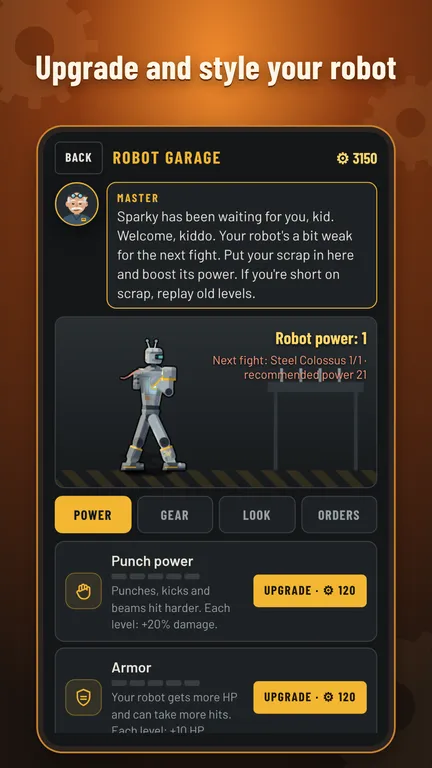 Upgrade and style your robot
BACK
ROBOT GARAGE
3150
MASTER
Sparky has been waiting for you, kid.
Welcome, kiddo. Your robot's a bit weak
for the next fight. Put your scrap in here
and boost its power. If you're short on
scrap, replay old levels.
Robot power: 1
Next fight: Steel Colossus 1/1 ·
recommended power 21
POWER
GEAR
LOOK
ORDERS
Punch power
Punches, kicks and
beams hit harder. Each
level: +20% damage.
UPGRADE · ⚙ 120
Armor
Your robot gets more HP
and can take more hits.
Each level: +10 HP
UPGRADE · ⚙ 120